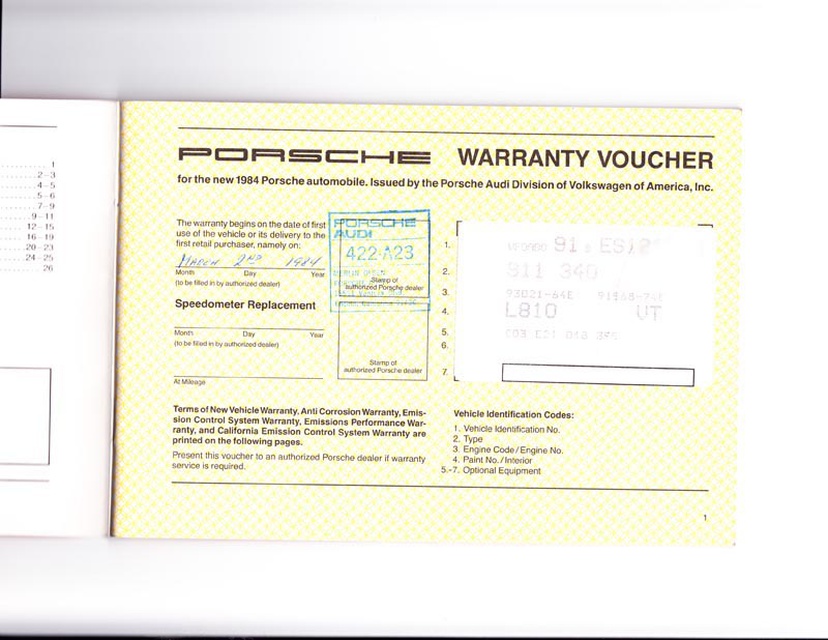 1
2-3
4-5
5-6
7-9
9-11
12-15
16-19
20-23
24-25
26
PORSCHE WARRANTY VOUCHER
for the new 1984 Porsche automobile. Issued by the Porsche Audi Division of Volkswagen of America, Inc.
The warranty begins on the date of first
use of the vehicle or its delivery to the
first retail purchaser, namely on:
MARCH 2ND 1984
Month Day Year
(to be filled in by authorized dealer)
PORSCHE
AUDI
422-A23
Stamp of
authorized Porsche dealer
Speedometer Replacement
Month Day Year
(to be filled in by authorized dealer)
At Mileage
Stamp of
authorized Porsche dealer
1.
2. 911 340
3.
4. L810 UT
5.
6.
7.
Terms of New Vehicle Warranty, Anti Corrosion Warranty, Emis-
sion Control System Warranty, Emissions Performance War-
ranty, and California Emission Control System Warranty are
printed on the following pages.
Present this voucher to an authorized Porsche dealer if warranty
service is required.
Vehicle Identification Codes:
1. Vehicle Identification No.
2. Type
3. Engine Code/Engine No.
4. Paint No./Interior
5.-7. Optional Equipment
1